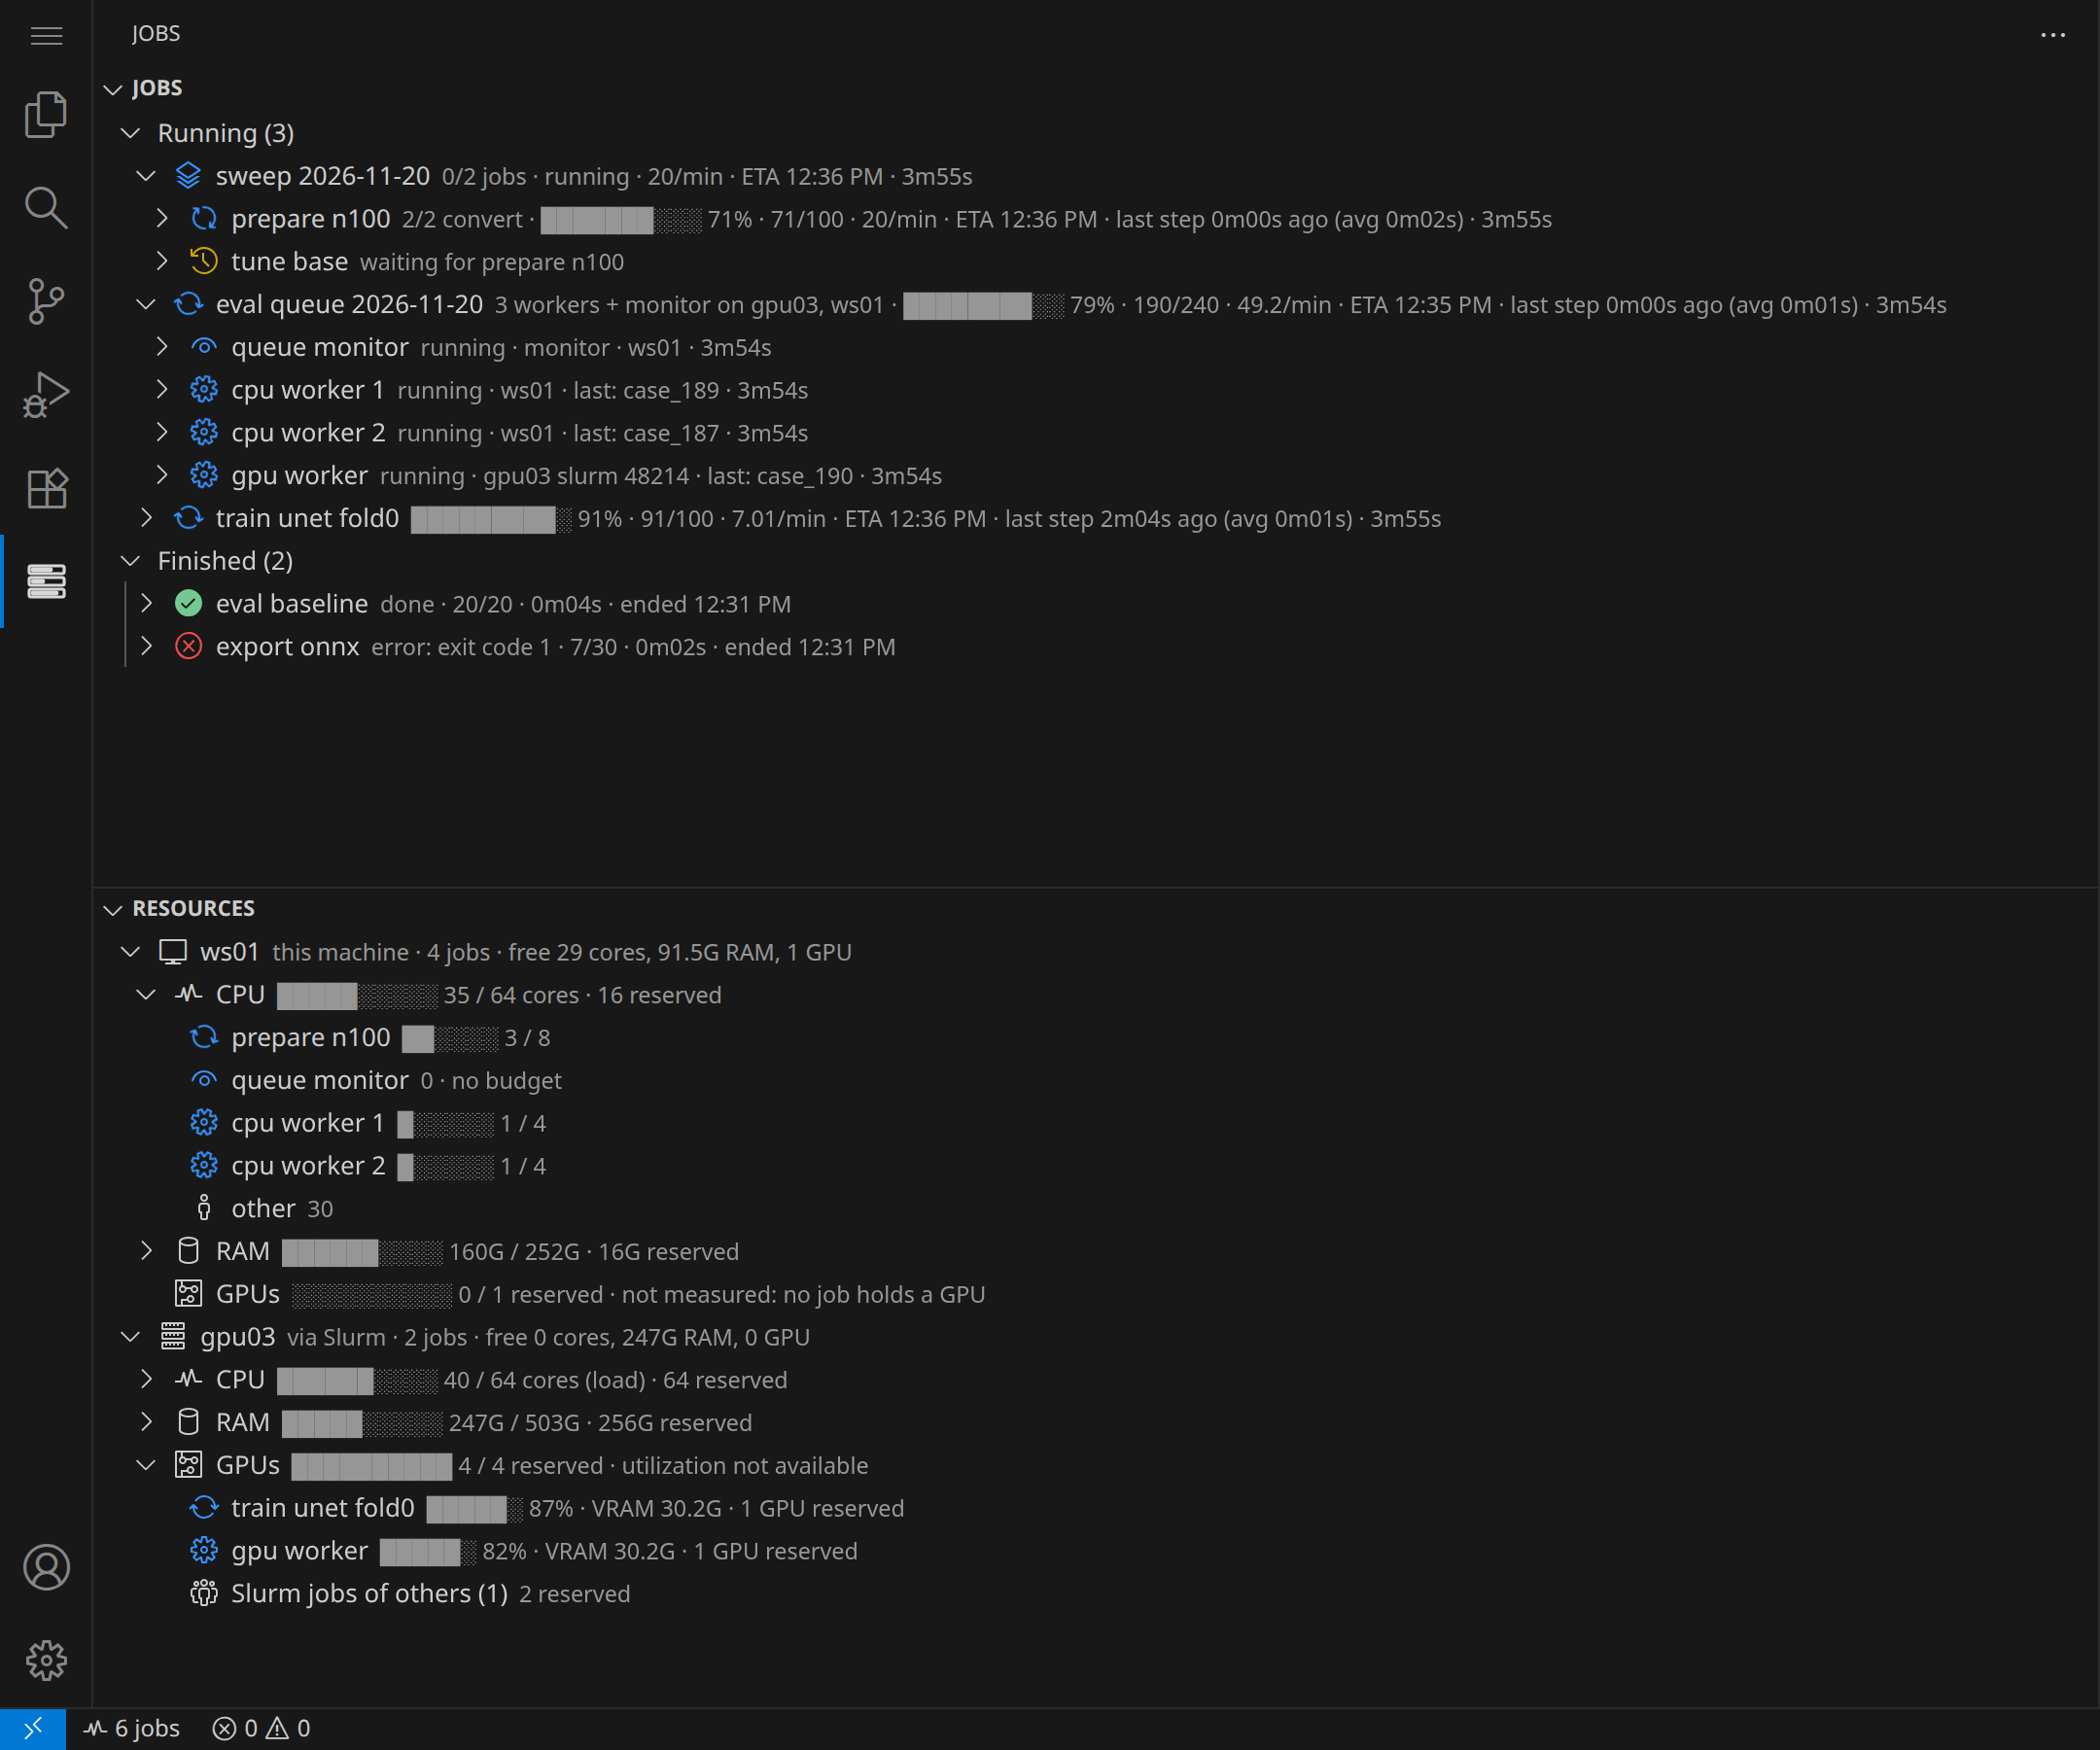 JOBS
JOBS
Running (3)
sweep 2026-11-20 0/2 jobs · running · 20/min · ETA 12:36 PM · 3m55s
prepare n100 2/2 convert · ███████░░░ 71% · 71/100 · 20/min · ETA 12:36 PM · last step 0m00s ago (avg 0m02s) · 3m55s
tune base waiting for prepare n100
eval queue 2026-11-20 3 workers + monitor on gpu03, ws01 · ████████░░ 79% · 190/240 · 49.2/min · ETA 12:35 PM · last step 0m00s ago (avg 0m01s) · 3m54s
queue monitor running · monitor · ws01 · 3m54s
cpu worker 1 running · ws01 · last: case_189 · 3m54s
cpu worker 2 running · ws01 · last: case_187 · 3m54s
gpu worker running · gpu03 slurm 48214 · last: case_190 · 3m54s
train unet fold0 █████████░ 91% · 91/100 · 7.01/min · ETA 12:36 PM · last step 2m04s ago (avg 0m01s) · 3m55s
Finished (2)
eval baseline done · 20/20 · 0m04s · ended 12:31 PM
export onnx error: exit code 1 · 7/30 · 0m02s · ended 12:31 PM
RESOURCES
ws01 this machine · 4 jobs · free 29 cores, 91.5G RAM, 1 GPU
CPU █████░░░░░ 35 / 64 cores · 16 reserved
prepare n100 ██░░░░ 3 / 8
queue monitor 0 · no budget
cpu worker 1 █░░░░░ 1 / 4
cpu worker 2 █░░░░░ 1 / 4
other 30
RAM ██████░░░░ 160G / 252G · 16G reserved
GPUs ░░░░░░░░░░ 0 / 1 reserved · not measured: no job holds a GPU
gpu03 via Slurm · 2 jobs · free 0 cores, 247G RAM, 0 GPU
CPU ██████░░░░ 40 / 64 cores (load) · 64 reserved
RAM █████░░░░░ 247G / 503G · 256G reserved
GPUs ██████████ 4 / 4 reserved · utilization not available
train unet fold0 █████░ 87% · VRAM 30.2G · 1 GPU reserved
gpu worker █████░ 82% · VRAM 30.2G · 1 GPU reserved
Slurm jobs of others (1) 2 reserved
6 jobs 0 0